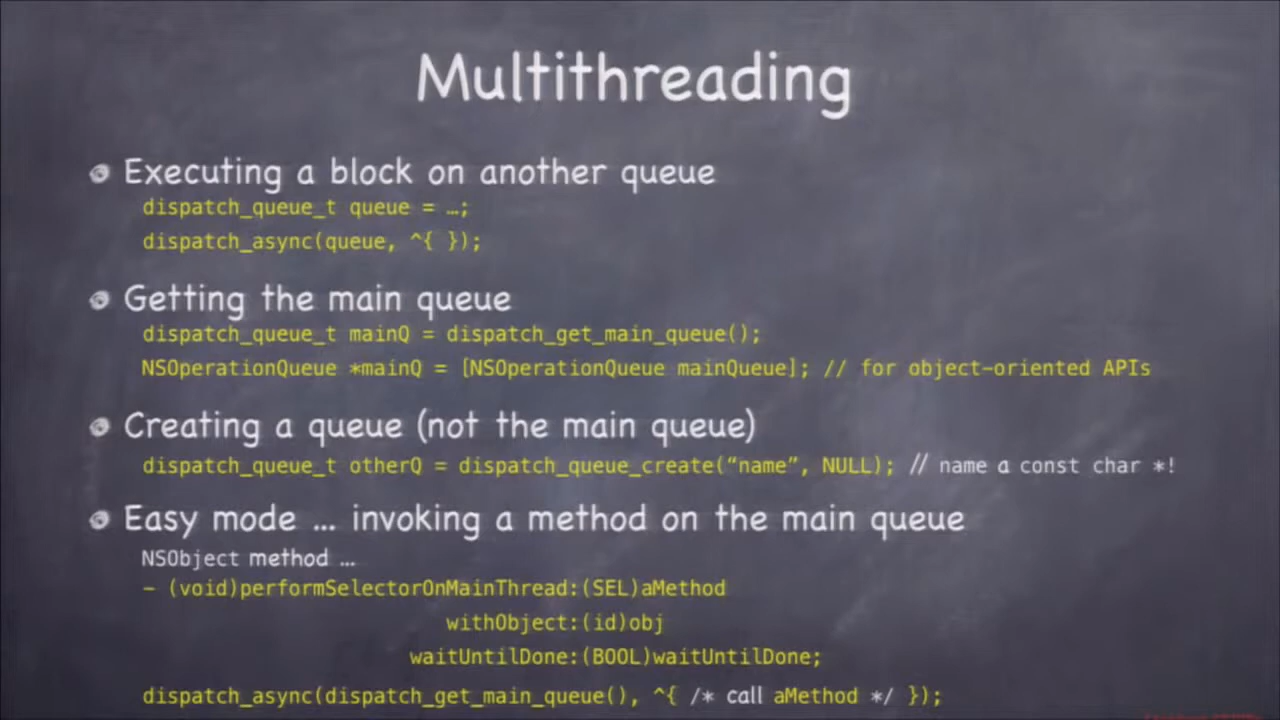 Multithreading
Executing a block on another queue
dispatch_queue_t queue = …;
dispatch_async(queue, ^{ });
Getting the main queue
dispatch_queue_t mainQ = dispatch_get_main_queue();
NSOperationQueue *mainQ = [NSOperationQueue mainQueue]; // for object-oriented APIs
Creating a queue (not the main queue)
dispatch_queue_t otherQ = dispatch_queue_create(“name”, NULL); // name a const char *!
Easy mode … invoking a method on the main queue
NSObject method …
- (void)performSelectorOnMainThread:(SEL)aMethod
withObject:(id)obj
waitUntilDone:(BOOL)waitUntilDone;
dispatch_async(dispatch_get_main_queue(), ^{ /* call aMethod */ });